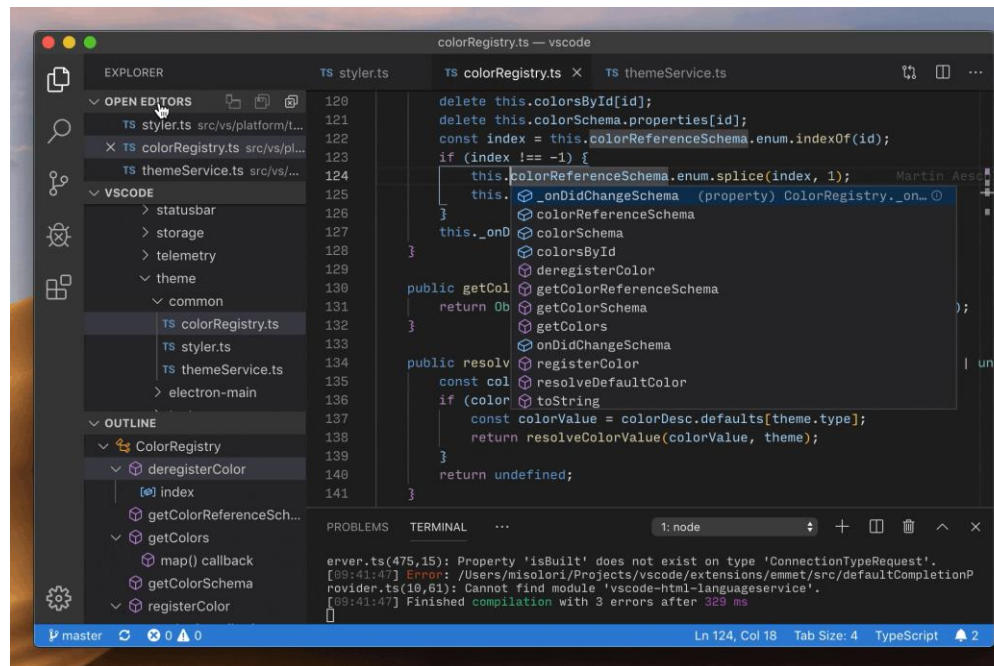 colorRegistry.ts — vscode
EXPLORER
OPEN EDITORS
TS styler.ts src/vs/platform/t...
TS colorRegistry.ts src/vs/pl...
TS themeService.ts src/vs/...
VSCODE
statusbar
storage
telemetry
theme
common
TS colorRegistry.ts
TS styler.ts
TS themeService.ts
electron-main
OUTLINE
ColorRegistry
deregisterColor
index
getColorReferenceSch...
getColors
map() callback
getColorSchema
registerColor
TS styler.ts
TS colorRegistry.ts
TS themeService.ts
120 delete this.colorsById[id];
121 delete this.colorSchema.properties[id];
122 const index = this.colorReferenceSchema.enum.indexOf(id);
123 if (index !== -1) {
124 this.colorReferenceSchema.enum.splice(index, 1); Martin Aesc
125 this.
126 }
127 this._onD
128 }
129
130 public getCol
131 return Ob );
132 }
133
134 public resolv | un
135 const col
136 if (color
137 const colorValue = colorDesc.defaults[theme.type];
138 return resolveColorValue(colorValue, theme);
139 }
140 return undefined;
141 }
_onDidChangeSchema (property) ColorRegistry._on...
colorReferenceSchema
colorSchema
colorsById
deregisterColor
getColorReferenceSchema
getColorSchema
getColors
onDidChangeSchema
registerColor
resolveDefaultColor
toString
PROBLEMS TERMINAL ... 1: node
erver.ts(475,15): Property 'isBuilt' does not exist on type 'ConnectionTypeRequest'.
[09:41:47] Error: /Users/misolori/Projects/vscode/extensions/emmet/src/defaultCompletionP
rovider.ts(10,61): Cannot find module 'vscode-html-languageservice'.
[09:41:47] Finished compilation with 3 errors after 329 ms
master 0 0 Ln 124, Col 18 Tab Size: 4 TypeScript 2